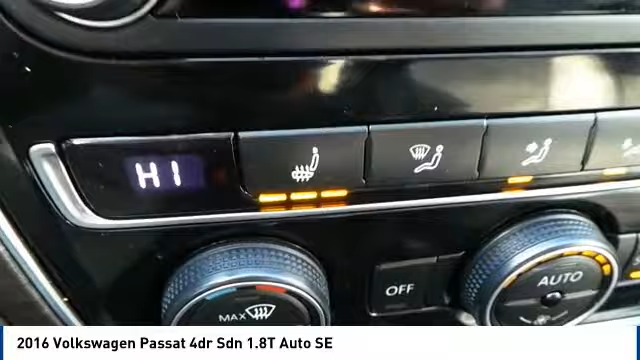 HI
OFF
AUTO
MAX
2016 Volkswagen Passat 4dr Sdn 1.8T Auto SE